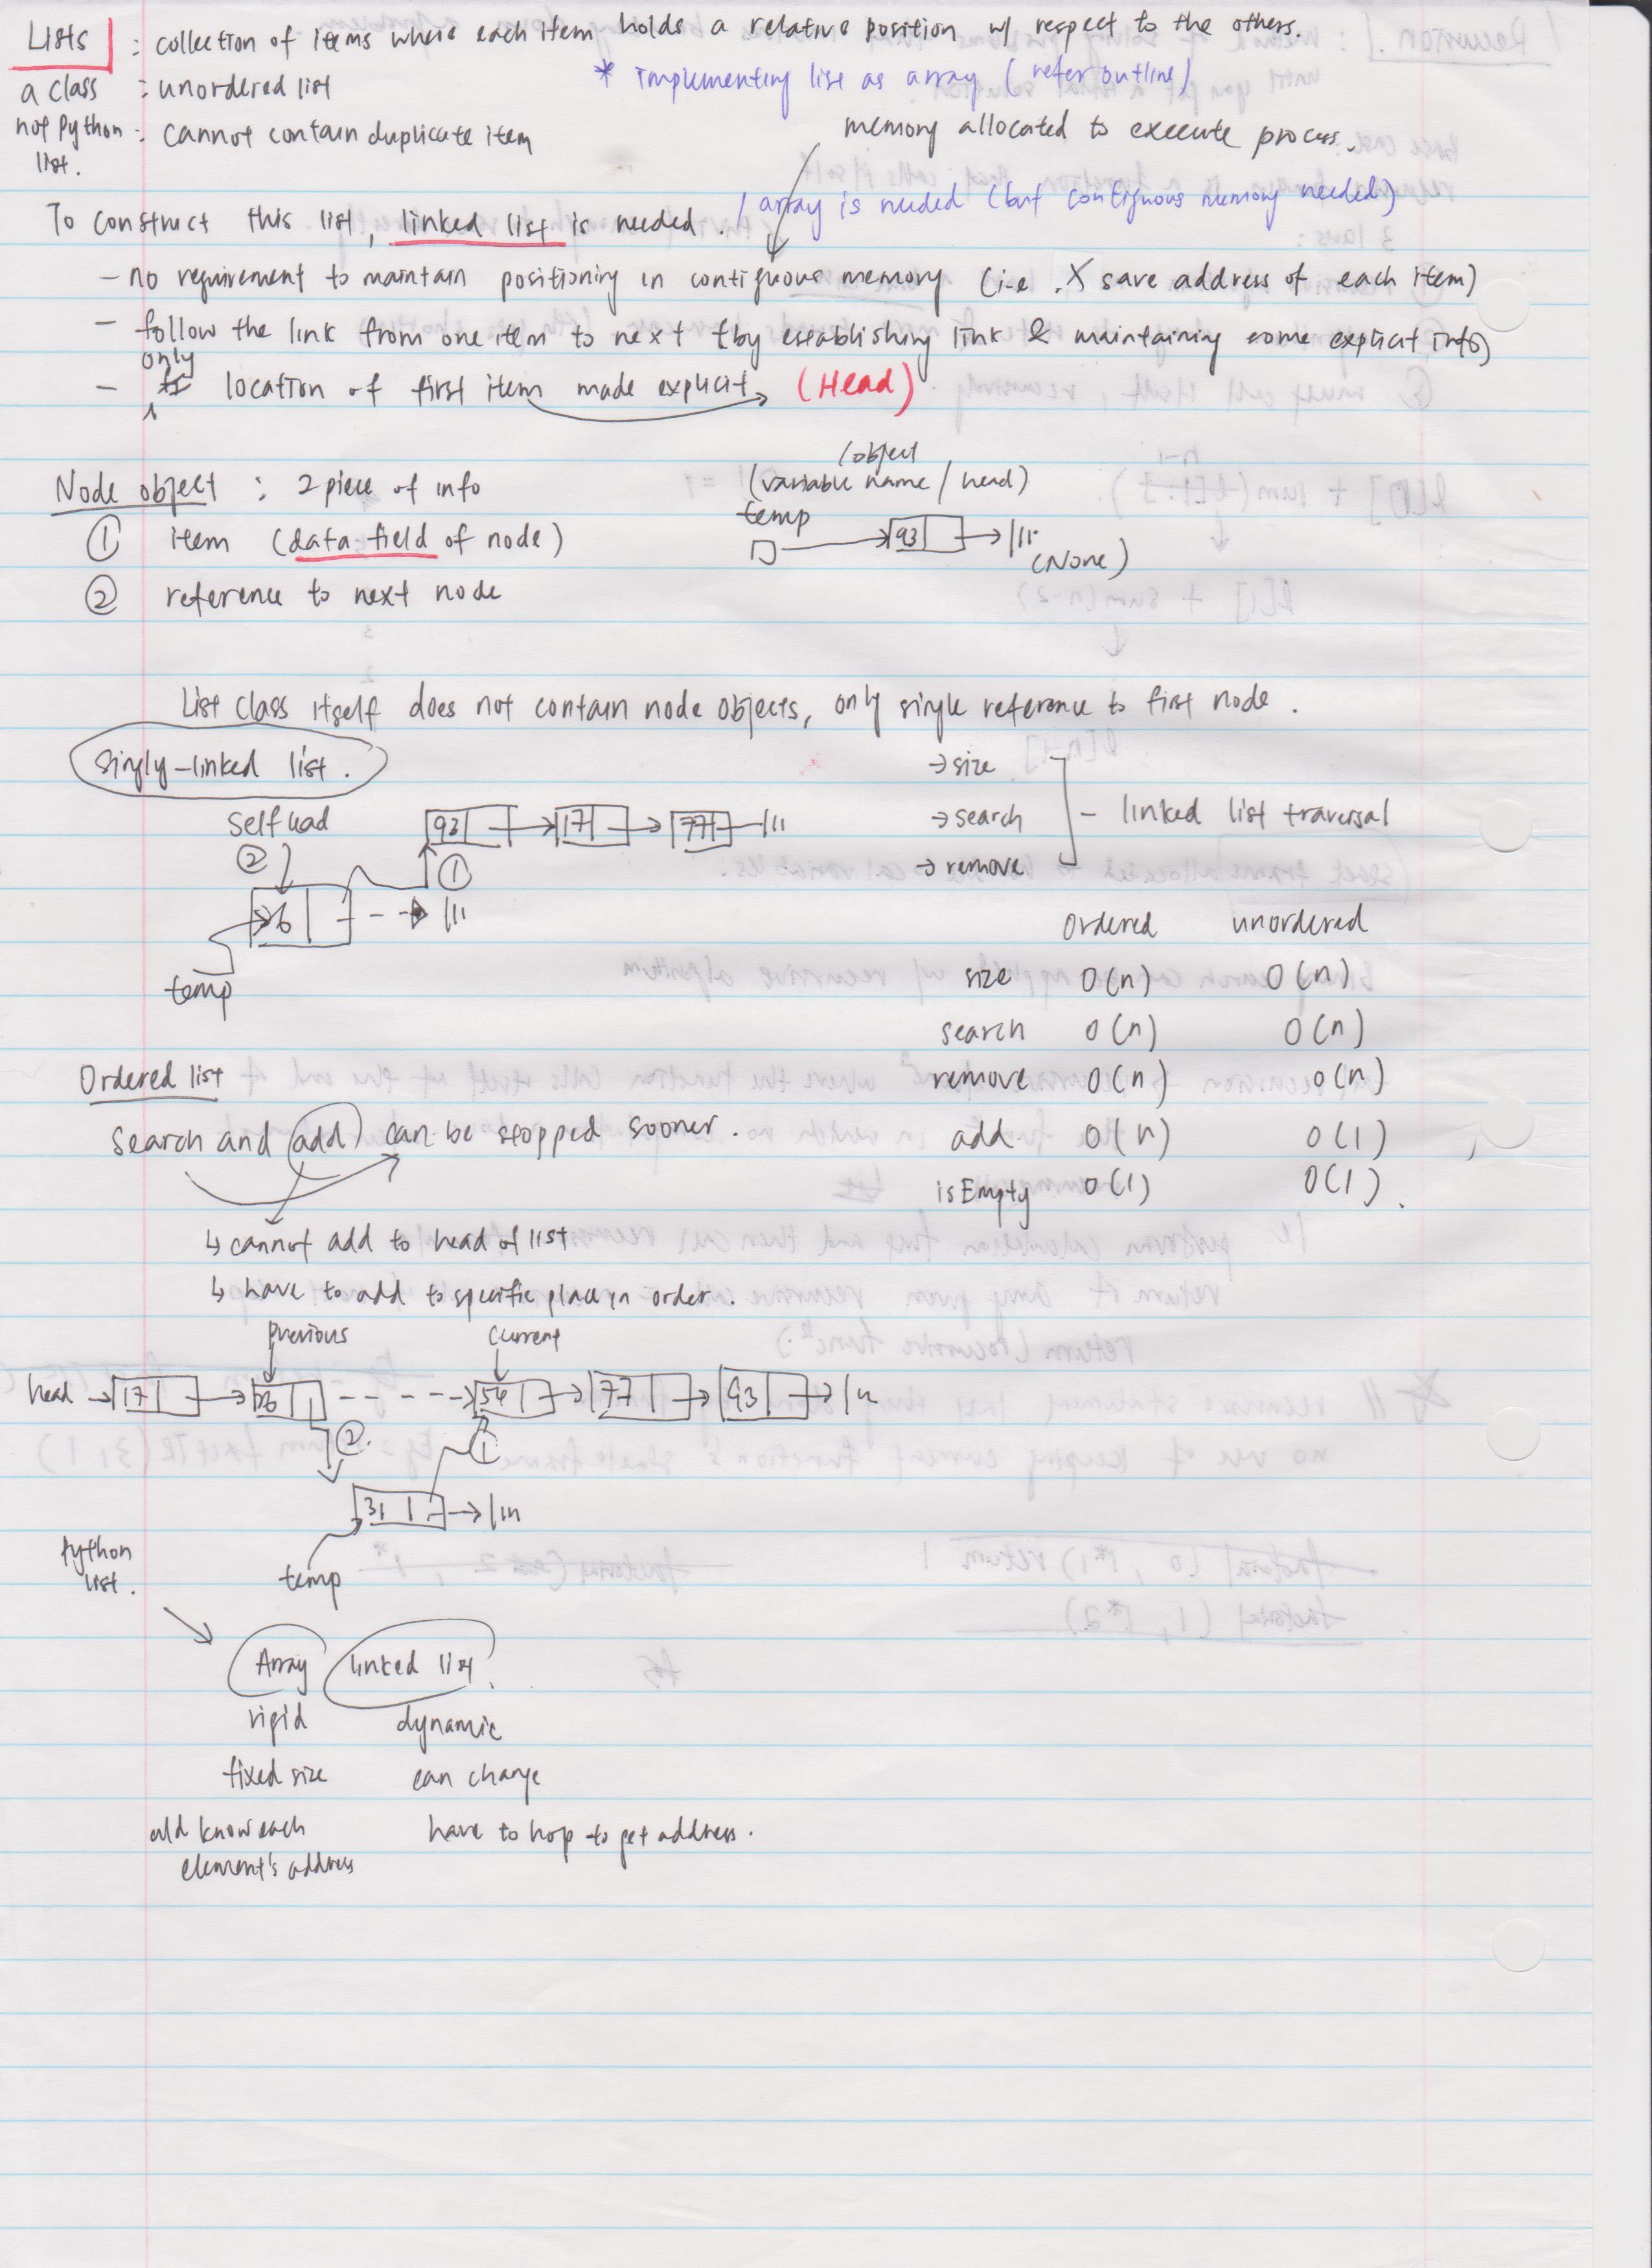 Lists : collection of items where each item holds a relative position w/ respect to the others.
a class : unordered list
* implementing list as array (refer outline)
not Python : cannot contain duplicate item
list.
memory allocated to execute process.
To construct this list, linked list is needed. / array is needed (but contiguous memory needed)
- no requirement to maintain positioning in contiguous memory (i.e. X save address of each item)
- follow the link from one item to next by establishing link & maintaining some explicit info)
only
- location of first item made explicit (Head)
Node object : 2 piece of info
① item (data field of node)
② reference to next node
/object
(variable name / head)
temp
93
(None)
List class itself does not contain node objects, only single reference to first node.
Singly-linked list.
→ size
→ search
→ remove
- linked list traversal
self head
93 17 77
② ①
26
temp
Ordered unordered
size O(n) O(n)
search O(n) O(n)
remove O(n) O(n)
add O(n) O(1)
isEmpty O(1) O(1).
Ordered list
Search and add can be stopped sooner.
↳ cannot add to head of list
↳ have to add to specific place in order.
Previous current
head 17 26 54 77 93
② ①
31
temp
Python
list.
Array linked list.
rigid dynamic
fixed size can change
know each have to hop to get address.
element's address